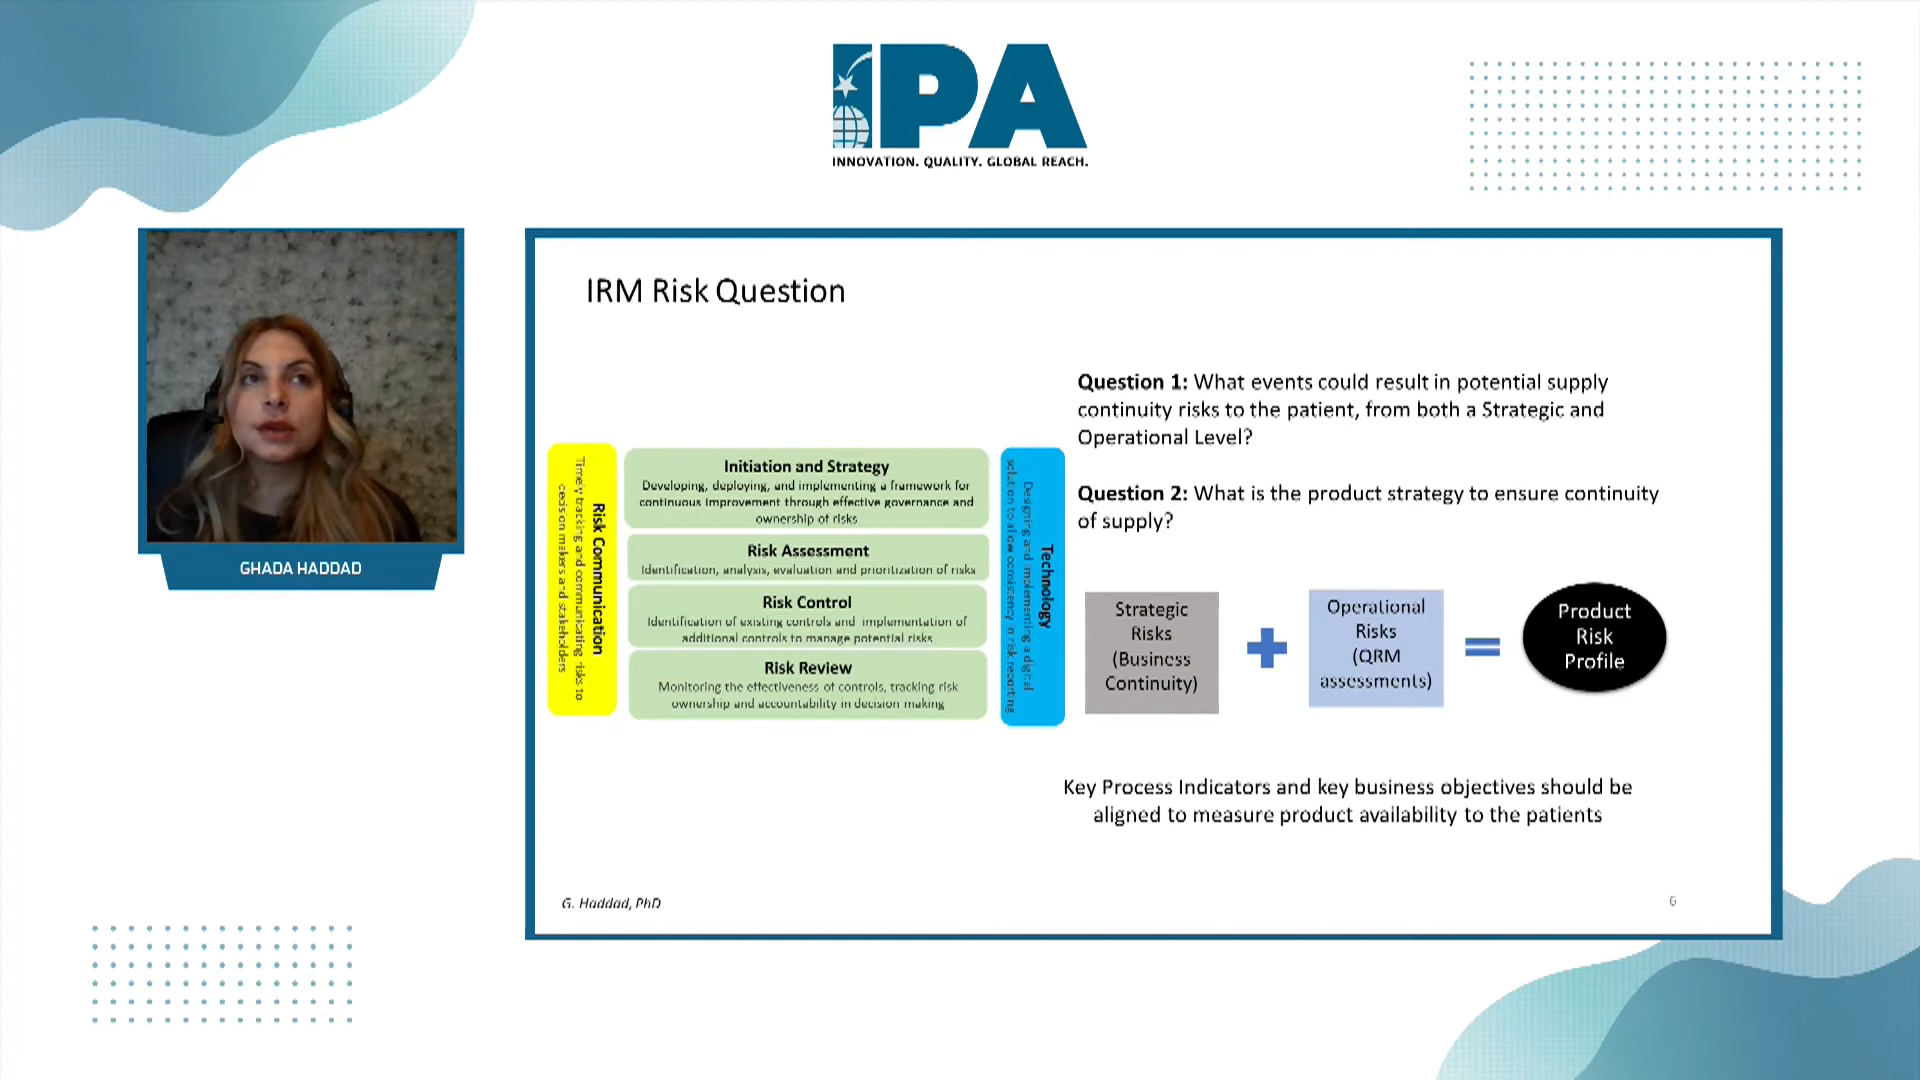 IPA
INNOVATION. QUALITY. GLOBAL REACH.
GHADA HADDAD
IRM Risk Question
Risk Communication
Timely tracking and communicating risks to
decision makers and stakeholders
Initiation and Strategy
Developing, deploying, and implementing a framework for
continuous improvement through effective governance and
ownership of risks
Risk Assessment
Identification, analysis, evaluation and prioritization of risks
Risk Control
Identification of existing controls and implementation of
additional controls to manage potential risks
Risk Review
Monitoring the effectiveness of controls, tracking risk
ownership and accountability in decision making
Technology
Designing and implementing a digital
solution to allow consistency in risk reporting
Question 1: What events could result in potential supply
continuity risks to the patient, from both a Strategic and
Operational Level?
Question 2: What is the product strategy to ensure continuity
of supply?
Strategic
Risks
(Business
Continuity)
Operational
Risks
(QRM
assessments)
Product
Risk
Profile
Key Process Indicators and key business objectives should be
aligned to measure product availability to the patients
G. Haddad, PhD
6